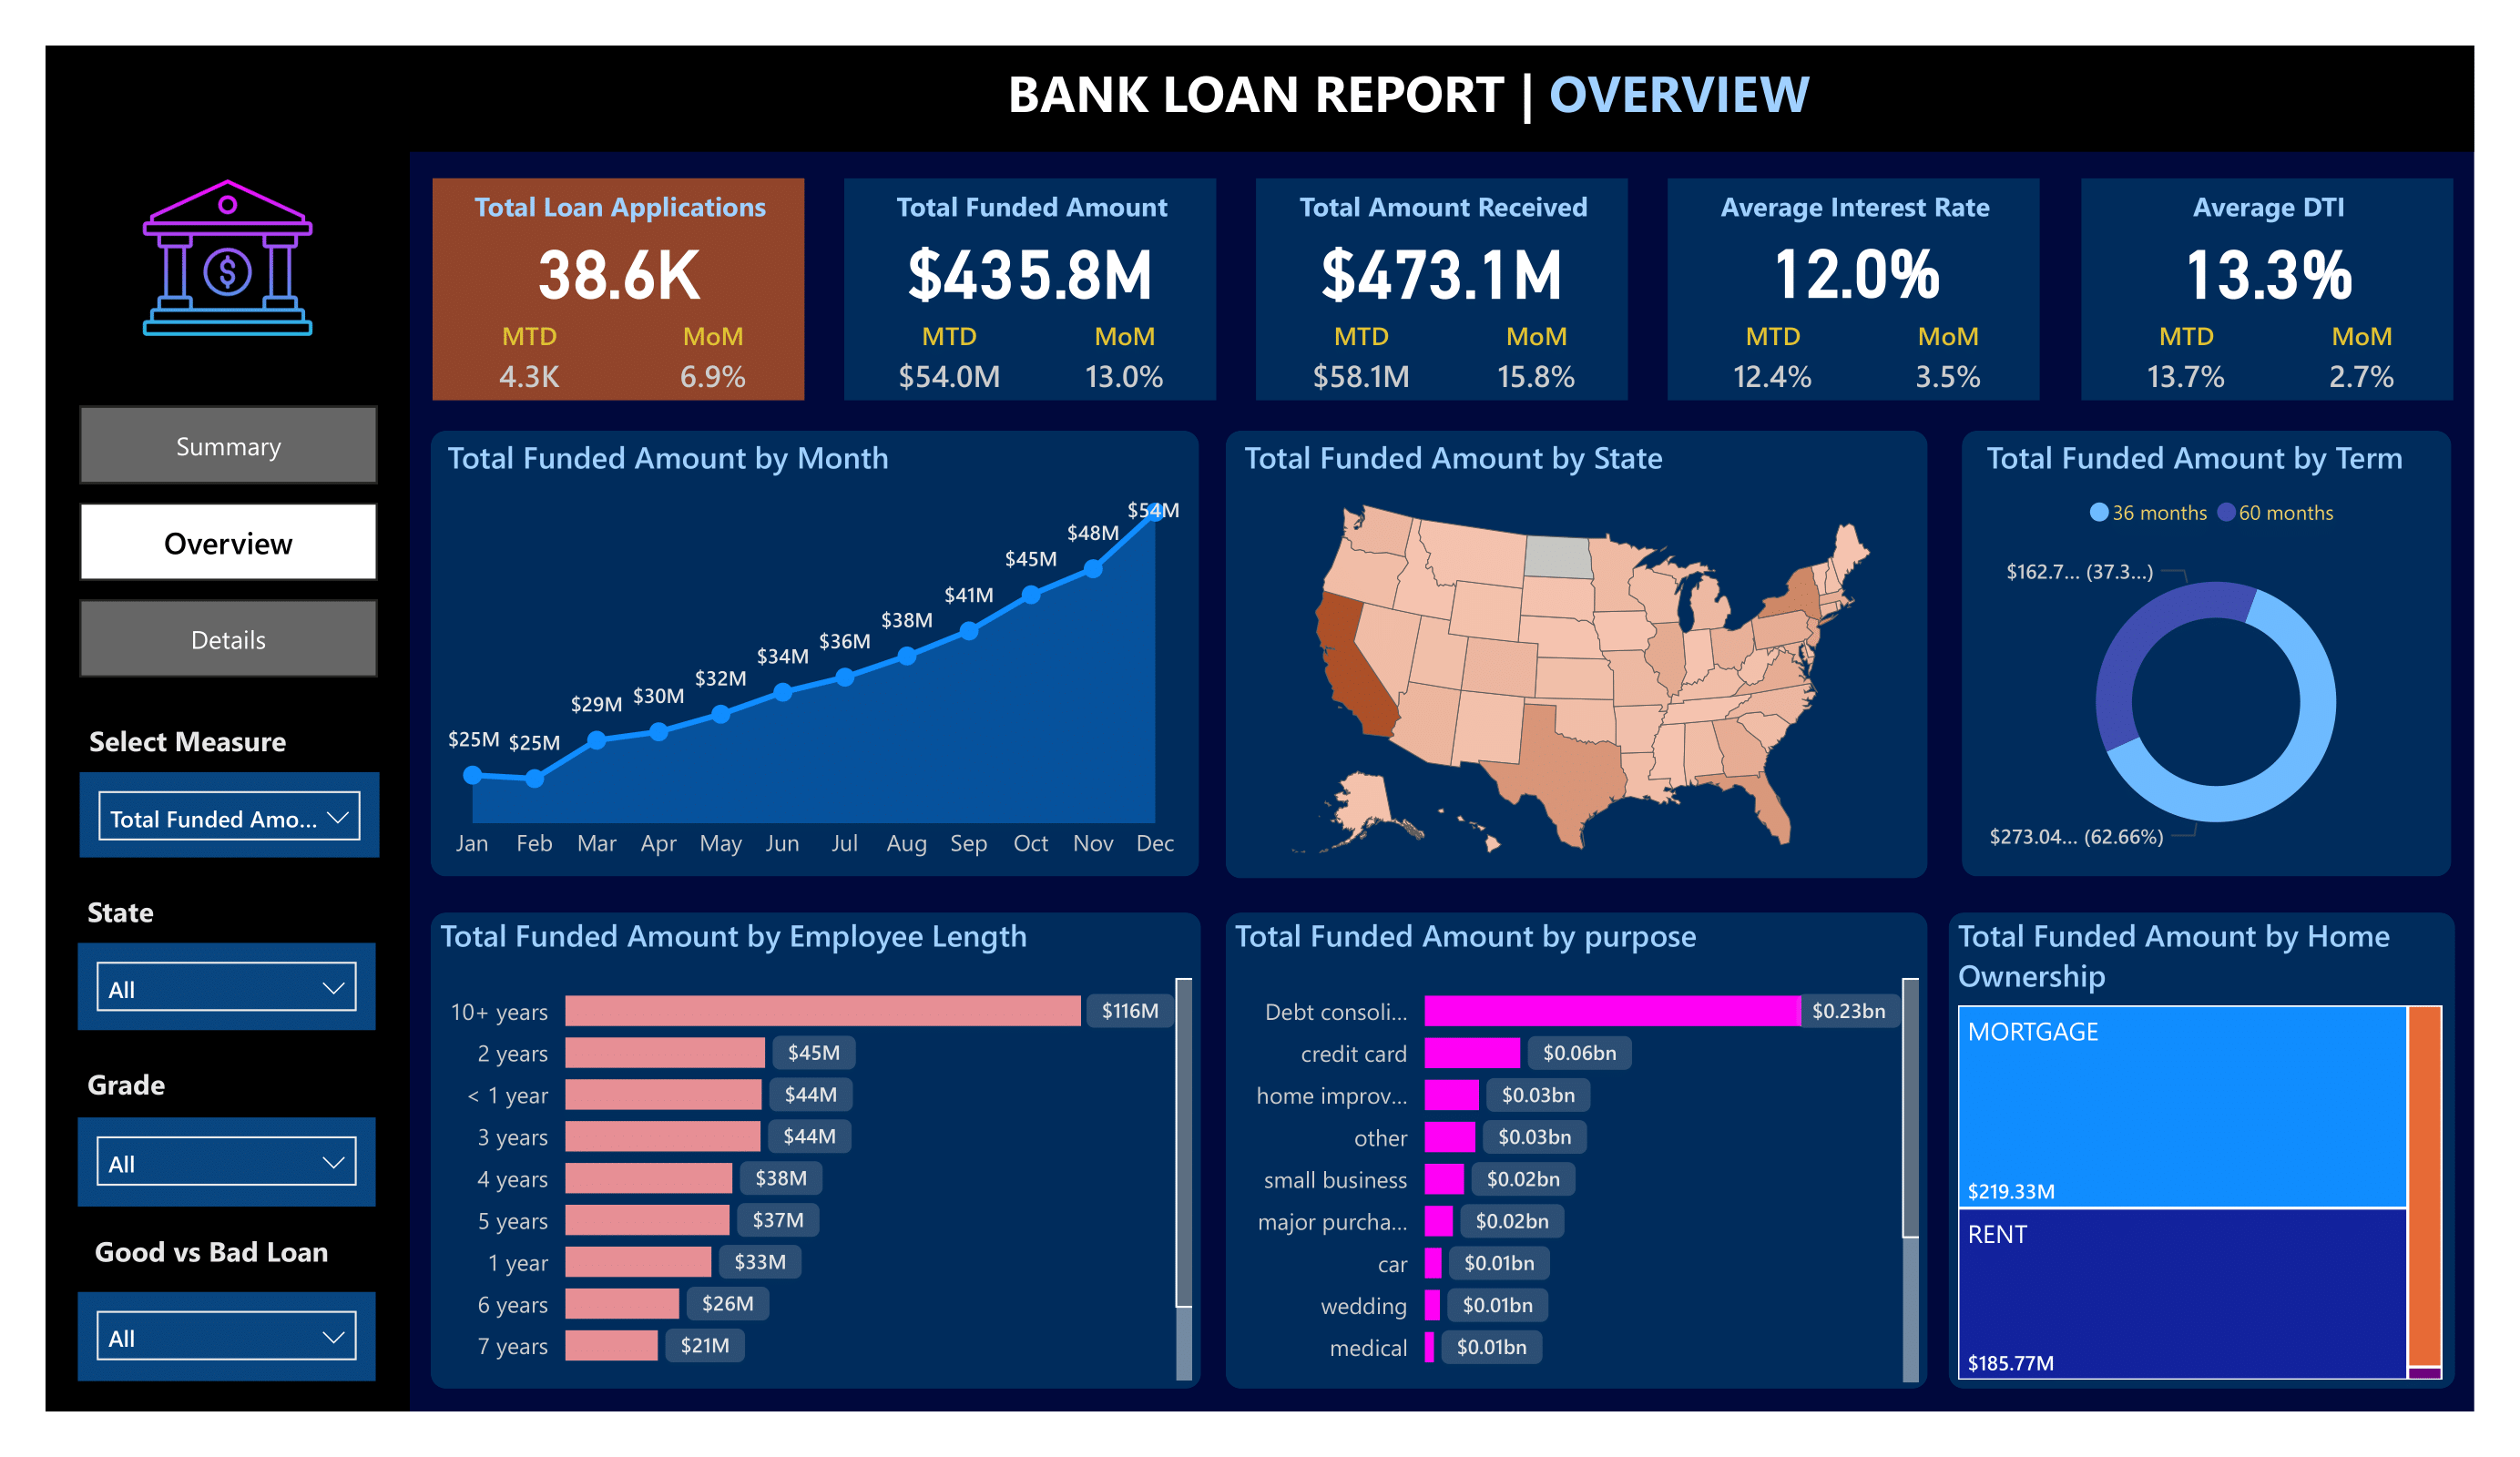 BANK LOAN REPORT | OVERVIEW
$
Summary
Overview
Details
Select Measure
Total Funded Amo...
State
All
Grade
All
Good vs Bad Loan
All
Total Loan Applications
38.6K
MTD MoM
4.3K 6.9%
Total Funded Amount
$435.8M
MTD MoM
$54.0M 13.0%
Total Amount Received
$473.1M
MTD MoM
$58.1M 15.8%
Average Interest Rate
12.0%
MTD MoM
12.4% 3.5%
Average DTI
13.3%
MTD MoM
13.7% 2.7%
Total Funded Amount by Month
$25M $25M $29M $30M $32M $34M $36M $38M $41M $45M $48M $54M
Jan Feb Mar Apr May Jun Jul Aug Sep Oct Nov Dec
Total Funded Amount by State
Total Funded Amount by Term
36 months 60 months
$162.7... (37.3...)
$273.04... (62.66%)
Total Funded Amount by Employee Length
10+ years $116M
2 years $45M
< 1 year $44M
3 years $44M
4 years $38M
5 years $37M
1 year $33M
6 years $26M
7 years $21M
Total Funded Amount by purpose
Debt consoli... $0.23bn
credit card $0.06bn
home improv... $0.03bn
other $0.03bn
small business $0.02bn
major purcha... $0.02bn
car $0.01bn
wedding $0.01bn
medical $0.01bn
Total Funded Amount by Home
Ownership
MORTGAGE
$219.33M
RENT
$185.77M